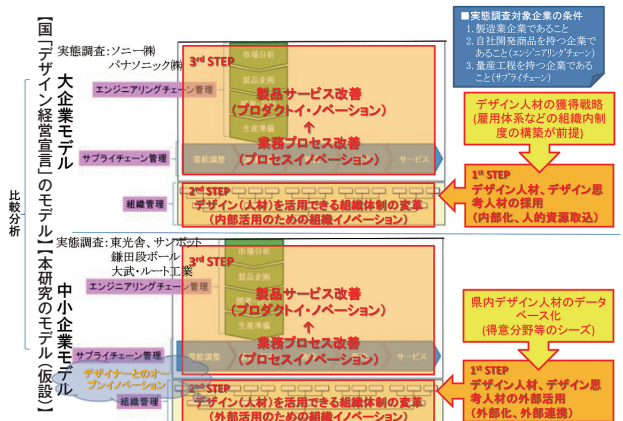 ■実態調査対象企業の条件
1.製造業企業であること
2.自社開発商品を持つ企業で
あること(エンジニアリングチェーン)
3.量産工程を持つ企業である
こと(サプライチェーン)
比較分析
【国「デザイン経営宣言」のモデル】
大企業モデル
実態調査：ソニー㈱
パナソニック㈱
エンジニアリングチェーン管理
サプライチェーン管理
組織管理
3rd STEP
市場分析
製品企画
生産準備
製品サービス改善
(プロダクトイ・ノベーション)
↑
業務プロセス改善
(プロセスイノベーション)
需給調整
サービス
2nd STEP
デザイン(人材)を活用できる組織体制の変革
(内部活用のための組織イノベーション)
デザイン人材の獲得戦略
(雇用体系などの組織内制
度の構築が前提)
1st STEP
デザイン人材、デザイン思
考人材の採用
(内部化、人的資源取込)
【本研究のモデル(仮設)】
中小企業モデル
実態調査：東光舎、サンポット
鎌田段ボール
大武・ルート工業
エンジニアリングチェーン管理
サプライチェーン管理
デザイナーとのオー
プンイノベーション
組織管理
3rd STEP
市場分析
製品企画
生産準備
製品サービス改善
(プロダクトイ・ノベーション)
↑
業務プロセス改善
(プロセスイノベーション)
需給調整
サービス
2nd STEP
デザイン(人材)を活用できる組織体制の変革
(外部活用のための組織イノベーション)
県内デザイン人材のデータ
ベース化
(得意分野等のシーズ)
1st STEP
デザイン人材、デザイン思
考人材の外部活用
(外部化、外部連携)